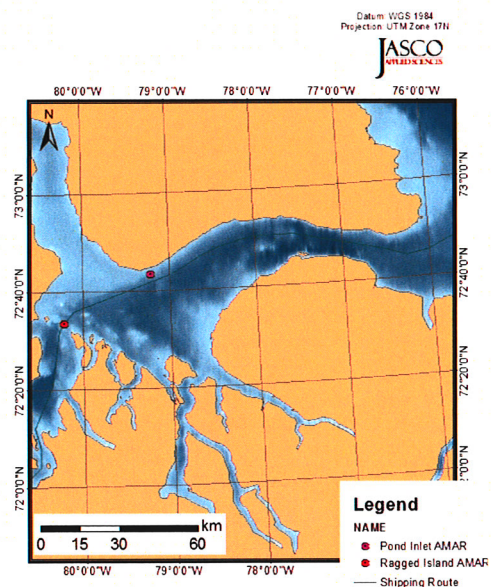 Datum: WGS 1984
Projection: UTM Zone 17N
JASCO
APPLIED SCIENCES
80°0'0"W 79°0'0"W 78°0'0"W 77°0'0"W 76°0'0"W
N
73°0'0"N
73°0'0"N
72°40'0"N
72°40'0"N
72°20'0"N
72°20'0"N
72°0'0"N
72°0'0"N
km
0 15 30 60
80°0'0"W 79°0'0"W 78°0'0"W
Legend
NAME
Pond Inlet AMAR
Ragged Island AMAR
Shipping Route